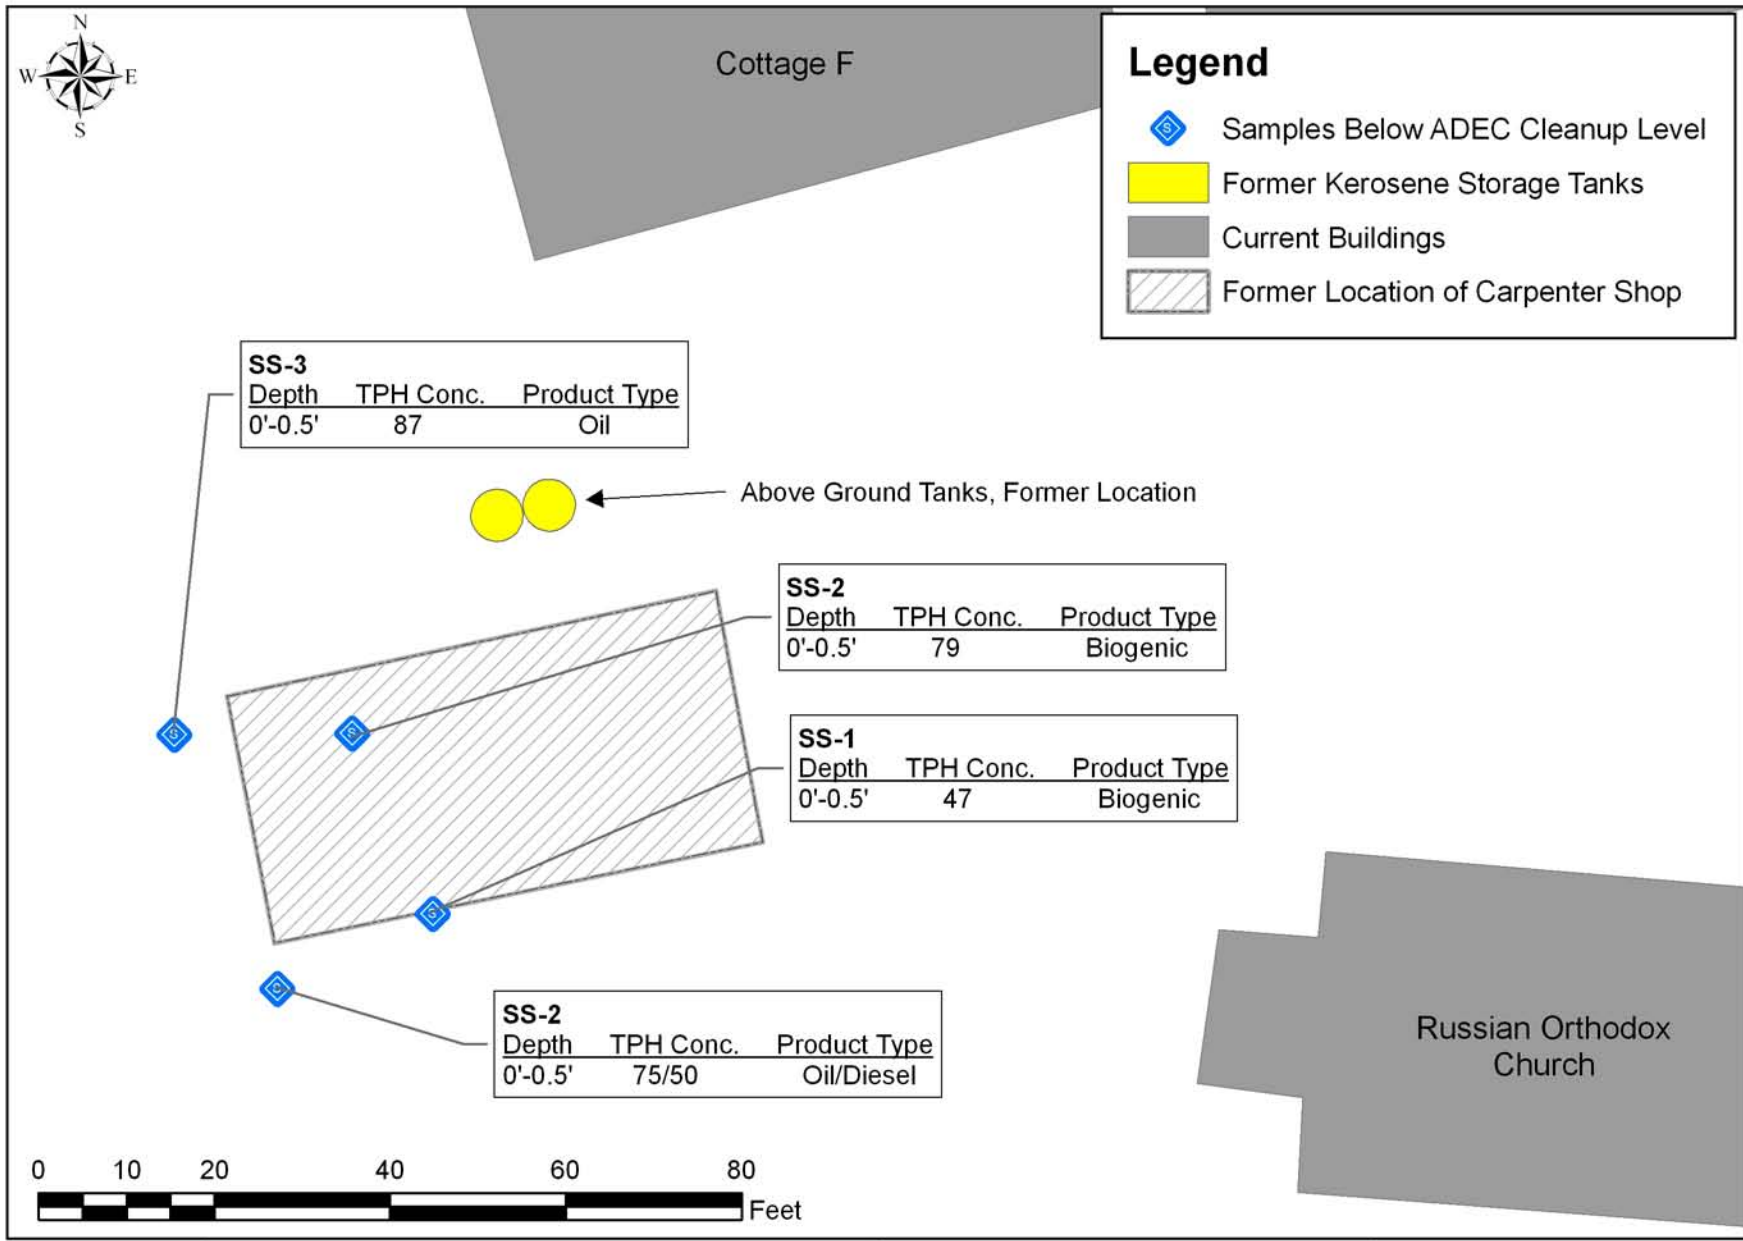 N
W E
S
Cottage F
Legend
Samples Below ADEC Cleanup Level
Former Kerosene Storage Tanks
Current Buildings
Former Location of Carpenter Shop
SS-3
Depth TPH Conc. Product Type
0'-0.5' 87 Oil
Above Ground Tanks, Former Location
SS-2
Depth TPH Conc. Product Type
0'-0.5' 79 Biogenic
SS-1
Depth TPH Conc. Product Type
0'-0.5' 47 Biogenic
SS-2
Depth TPH Conc. Product Type
0'-0.5' 75/50 Oil/Diesel
Russian Orthodox
Church
0 10 20 40 60 80
Feet